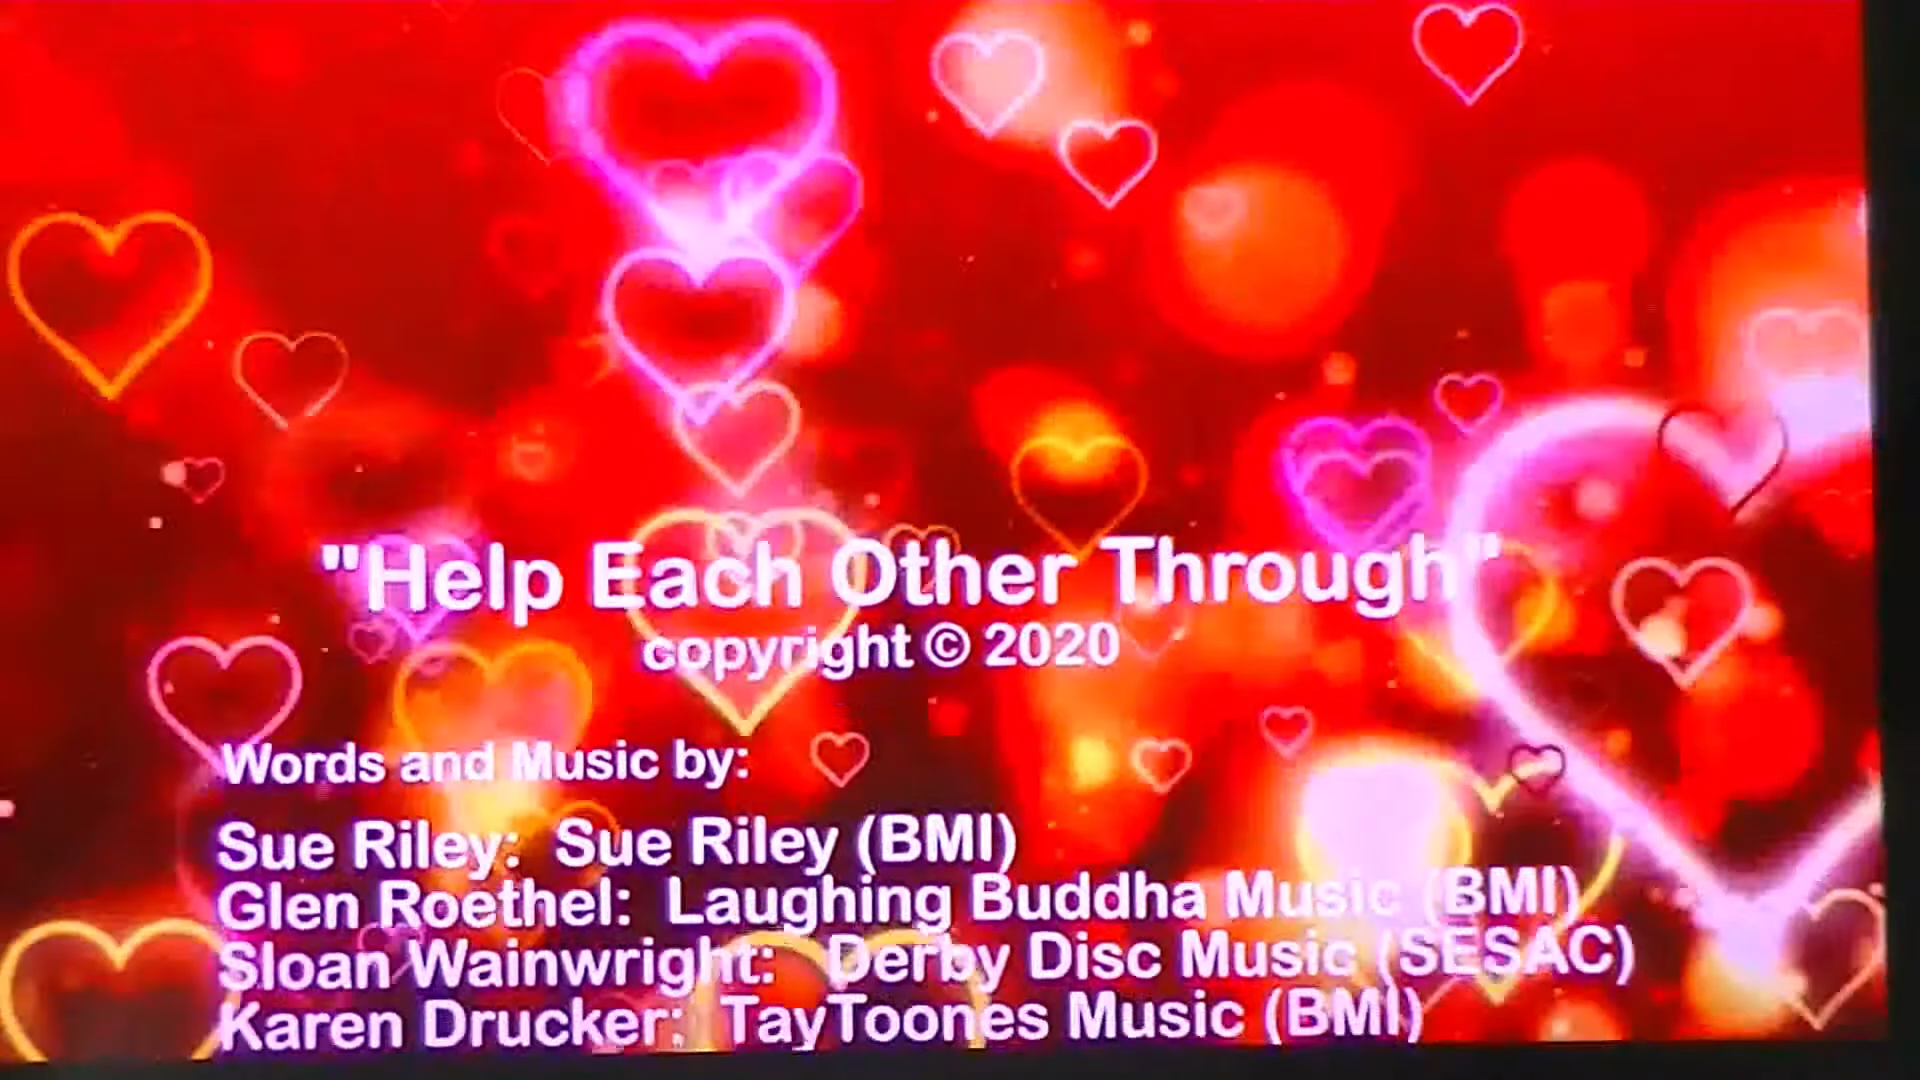 "Help Each Other Through"
copyright © 2020
Words and Music by:
Sue Riley: Sue Riley (BMI)
Glen Roethel: Laughing Buddha Music (BMI)
Sloan Wainwright: Derby Disc Music (SESAC)
Karen Drucker: TayToones Music (BMI)